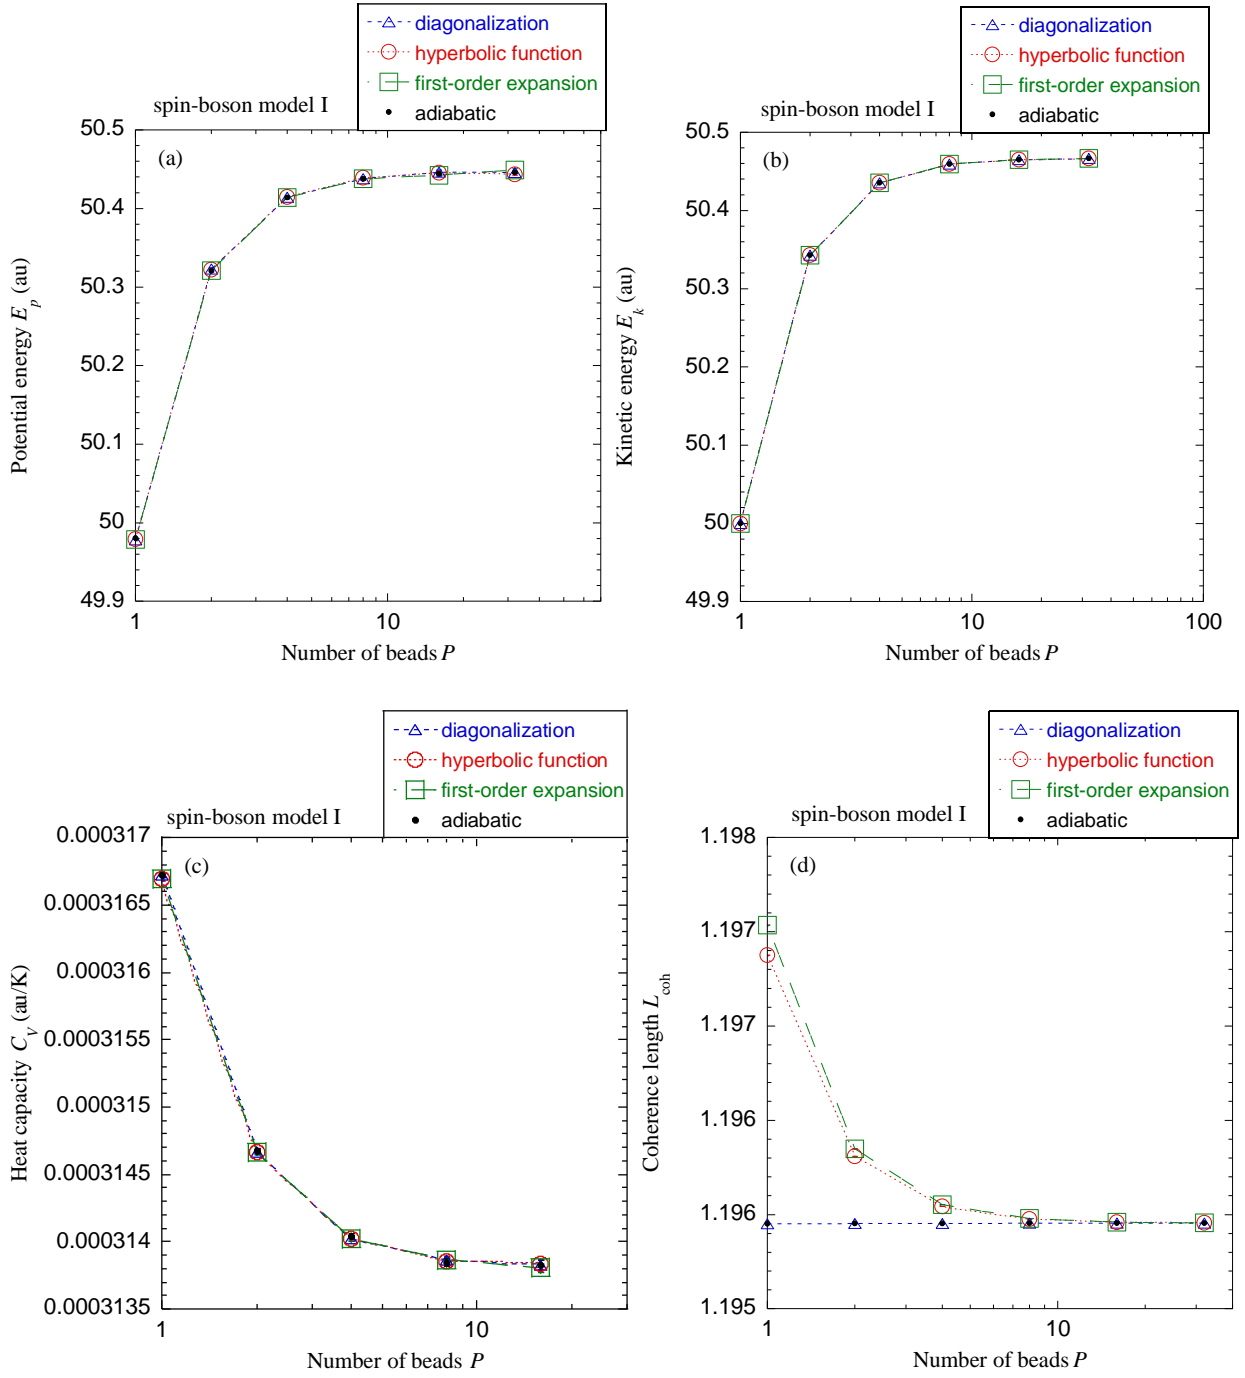 diagonalization
hyperbolic function
first-order expansion
adiabatic
spin-boson model I
(a)
50.5
50.4
50.3
50.2
50.1
50
49.9
Potential energy E_p (au)
1
10
Number of beads P
diagonalization
hyperbolic function
first-order expansion
adiabatic
spin-boson model I
(b)
50.5
50.4
50.3
50.2
50.1
50
49.9
Kinetic energy E_k (au)
1
10
100
Number of beads P
diagonalization
hyperbolic function
first-order expansion
adiabatic
spin-boson model I
(c)
0.000317
0.0003165
0.000316
0.0003155
0.000315
0.0003145
0.000314
0.0003135
Heat capacity C_V (au/K)
1
10
Number of beads P
diagonalization
hyperbolic function
first-order expansion
adiabatic
spin-boson model I
(d)
1.198
1.197
1.197
1.196
1.196
1.195
Coherence length L_coh
1
10
Number of beads P